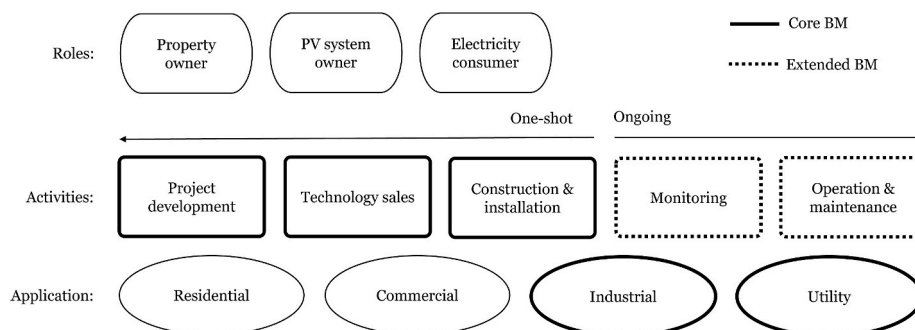 Roles:
Property
owner
PV system
owner
Electricity
consumer
Core BM
Extended BM
One-shot
Ongoing
Activities:
Project
development
Technology sales
Construction &
installation
Monitoring
Operation &
maintenance
Application:
Residential
Commercial
Industrial
Utility